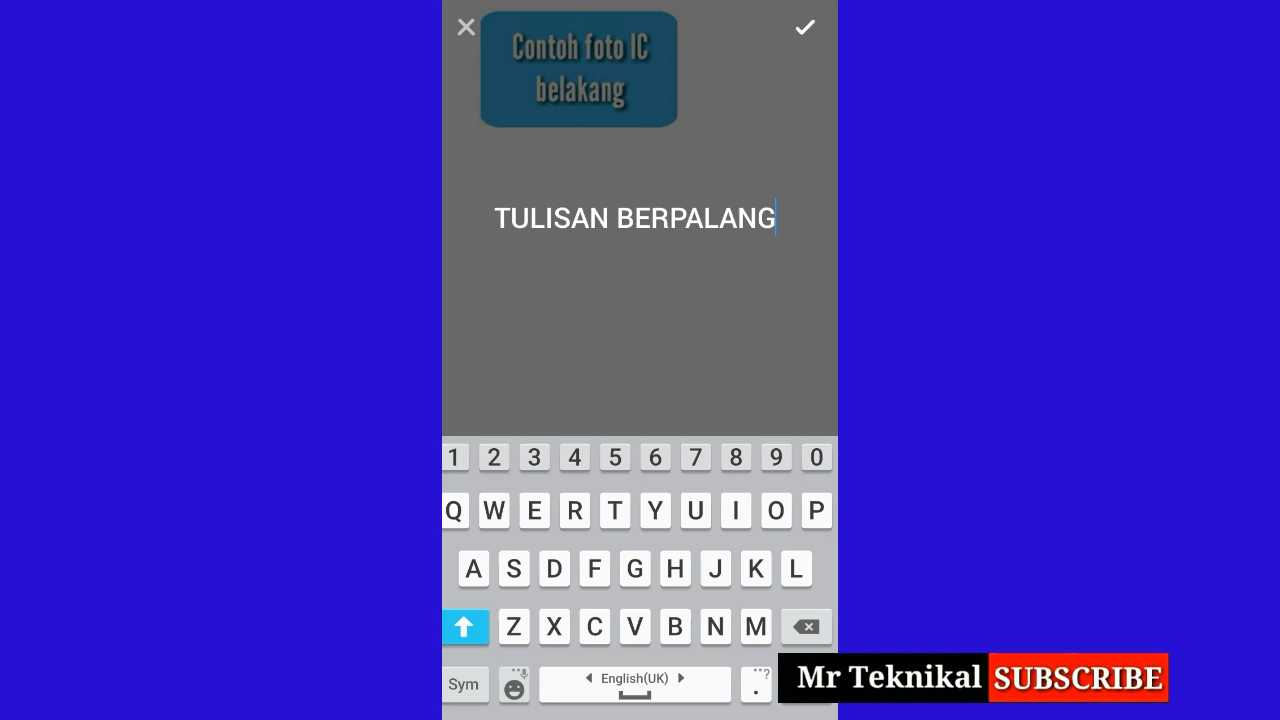 Contoh foto IC
belakang
TULISAN BERPALANG
1 2 3 4 5 6 7 8 9 0
Q W E R T Y U I O P
A S D F G H J K L
Z X C V B N M
Sym English(UK) . ?
Mr Teknikal SUBSCRIBE